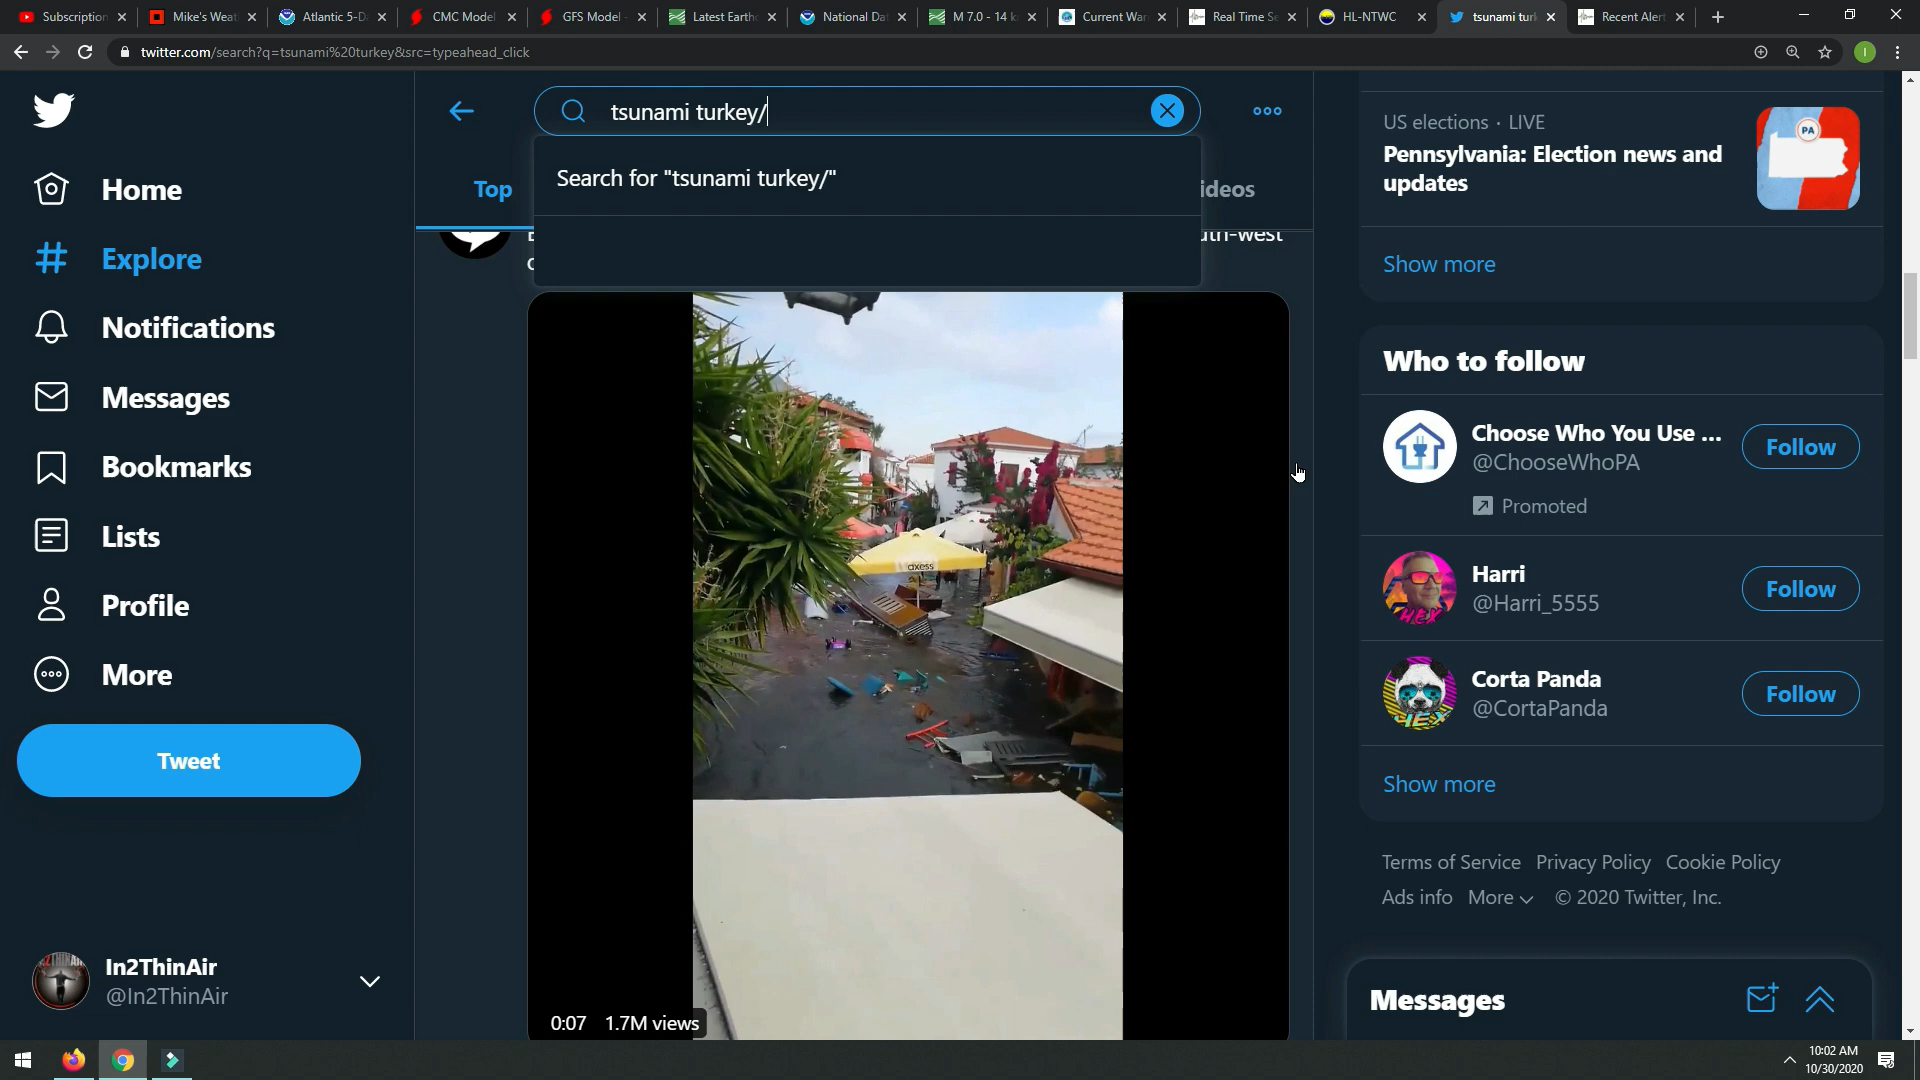 Subscription
Mike's Weat
Atlantic 5-D
CMC Model
GFS Model -
Latest Earth
National Da
M 7.0 - 14 k
Current War
Real Time Se
HL-NTWC
tsunami turk
Recent Alert
twitter.com/search?q=tsunami%20turkey&src=typeahead_click
I
tsunami turkey/
Search for "tsunami turkey/"
Top
ideos
Home
Explore
Notifications
Messages
Bookmarks
Lists
Profile
More
Tweet
In2ThinAir
@In2ThinAir
axess
0:07 1.7M views
US elections · LIVE
Pennsylvania: Election news and
updates
PA
Show more
Who to follow
Choose Who You Use ...
@ChooseWhoPA
Promoted
Follow
Harri
@Harri_5555
Follow
HEX
Corta Panda
@CortaPanda
Follow
HEX
Show more
Terms of Service Privacy Policy Cookie Policy
Ads info More © 2020 Twitter, Inc.
Messages
10:02 AM
10/30/2020